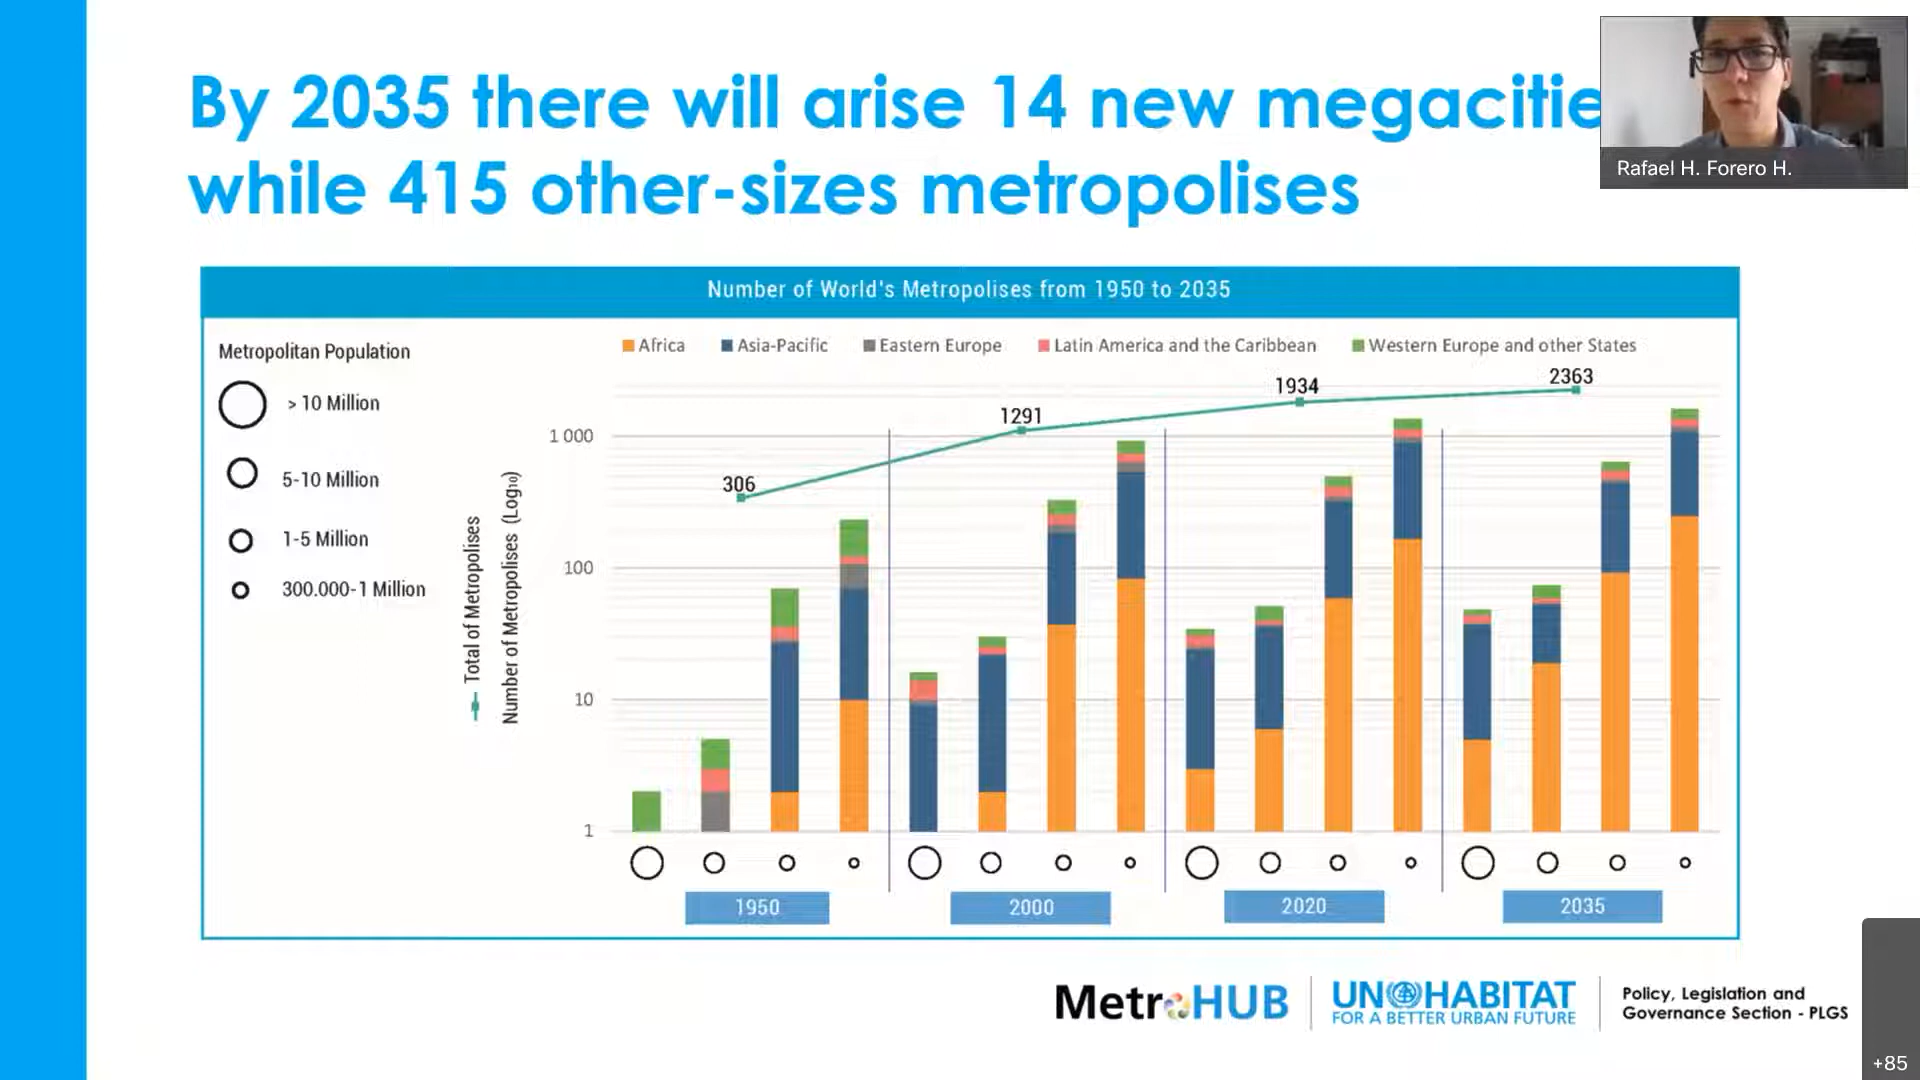 By 2035 there will arise 14 new megacitie
while 415 other-sizes metropolises
Rafael H. Forero H.
Number of World's Metropolises from 1950 to 2035
Metropolitan Population
> 10 Million
5-10 Million
1-5 Million
300.000-1 Million
Africa
Asia-Pacific
Eastern Europe
Latin America and the Caribbean
Western Europe and other States
Total of Metropolises
Number of Metropolises (Log10)
1 000
100
10
1
306
1291
1934
2363
1950
2000
2020
2035
MetroHUB
UN HABITAT
FOR A BETTER URBAN FUTURE
Policy, Legislation and
Governance Section - PLGS
+85